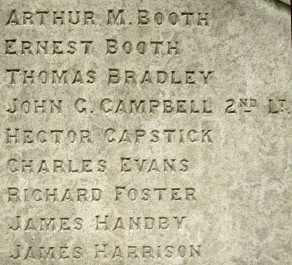 ARTHUR M. BOOTH
ERNEST BOOTH
THOMAS BRADLEY
JOHN G. CAMPBELL 2ND LT.
HECTOR CAPSTICK
CHARLES EVANS
RICHARD FOSTER
JAMES HANDBY
JAMES HARRISON